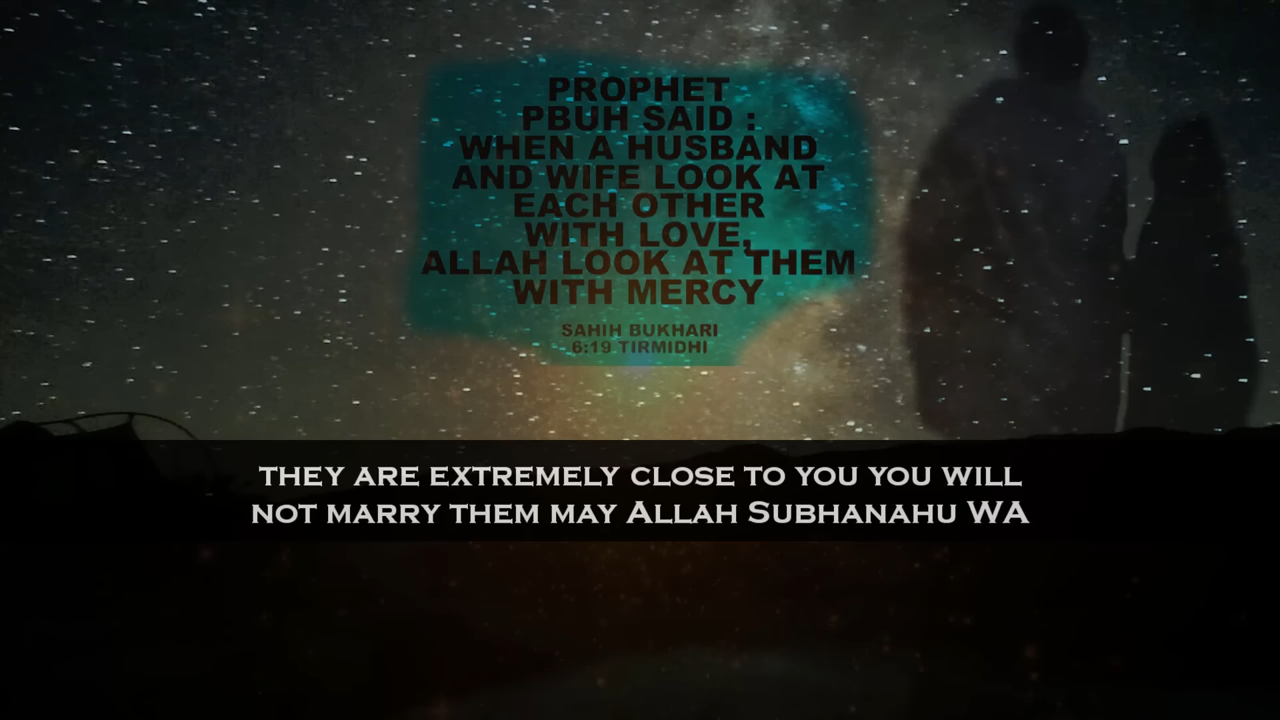 PROPHET
PBUH SAID :
WHEN A HUSBAND
AND WIFE LOOK AT
EACH OTHER
WITH LOVE,
ALLAH LOOK AT THEM
WITH MERCY
SAHIH BUKHARI
6:19 TIRMIDHI
THEY ARE EXTREMELY CLOSE TO YOU YOU WILL
NOT MARRY THEM MAY ALLAH SUBHANAHU WA